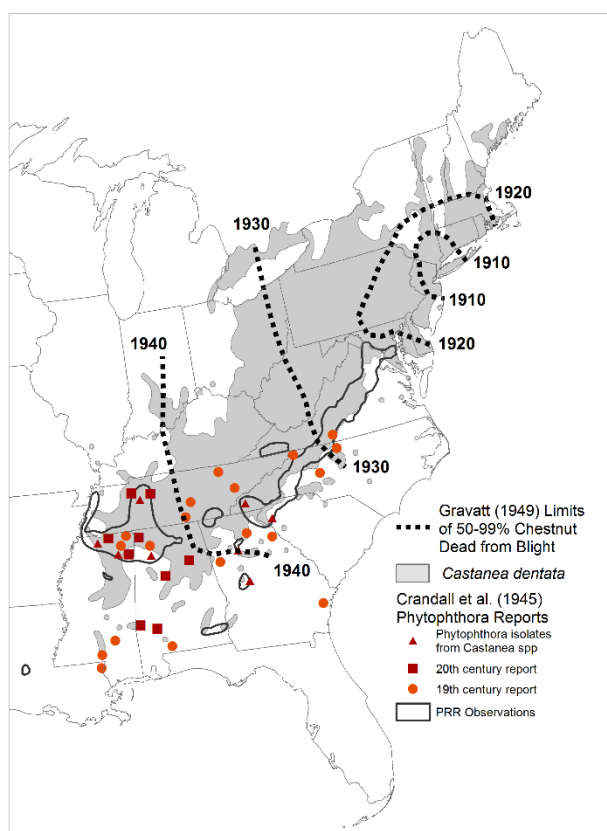 1920
1930
1910
1910
1940
1920
1930
Gravatt (1949) Limits
of 50-99% Chestnut
Dead from Blight
1940
Castanea dentata
Crandall et al. (1945)
Phytophthora Reports
Phytophthora isolates
from Castanea spp
20th century report
19th century report
PRR Observations